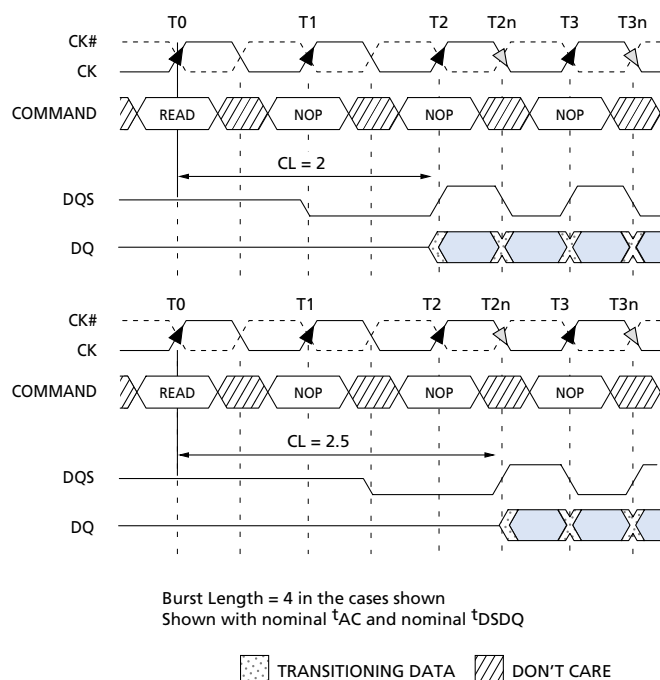 T0 T1 T2 T2n T3 T3n
CK#
CK
COMMAND READ NOP NOP NOP
CL = 2
DQS
DQ
T0 T1 T2 T2n T3 T3n
CK#
CK
COMMAND READ NOP NOP NOP
CL = 2.5
DQS
DQ
Burst Length = 4 in the cases shown
Shown with nominal tAC and nominal tDSDQ
TRANSITIONING DATA DON'T CARE